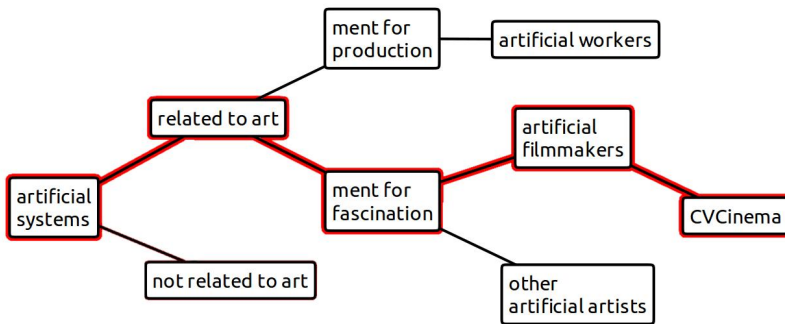 ment for
production
artificial workers
related to art
artificial
filmmakers
artificial
systems
ment for
fascination
CVCinema
not related to art
other
artificial artists